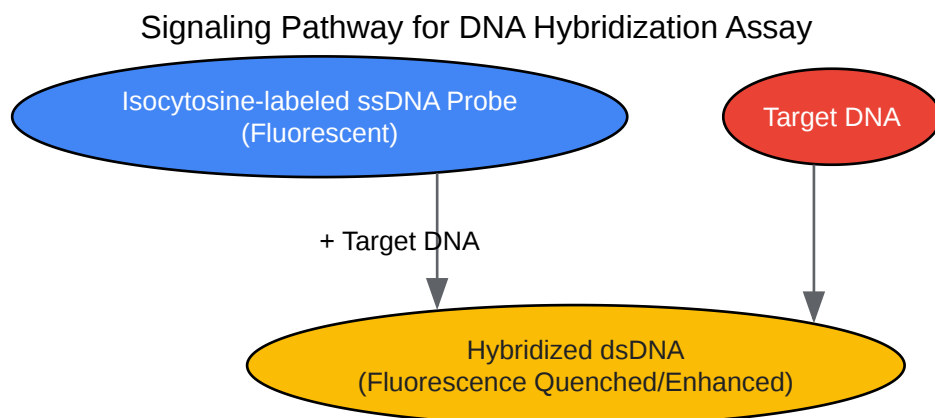 Signaling Pathway for DNA Hybridization Assay
Isocytosine-labeled ssDNA Probe
(Fluorescent)
Target DNA
+ Target DNA
Hybridized dsDNA
(Fluorescence Quenched/Enhanced)